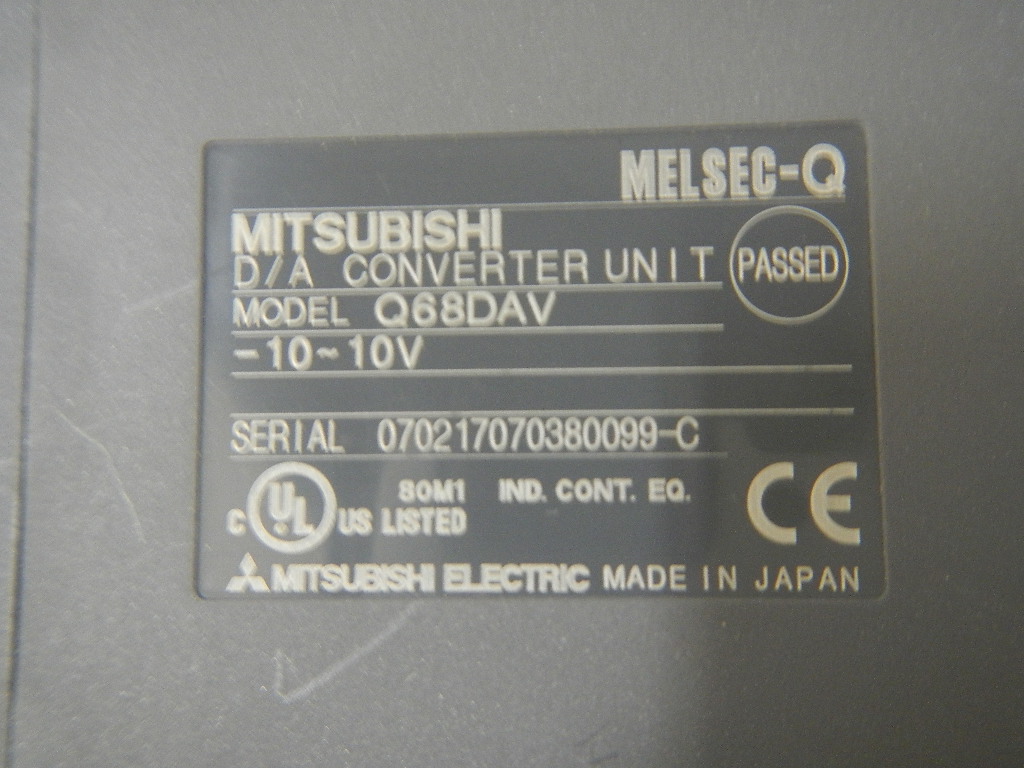 MELSEC-Q
MITSUBISHI
D/A CONVERTER UNIT
PASSED
MODEL Q68DAV
-10~10V
SERIAL 070217070380099-C
C UL US LISTED
80M1 IND. CONT. EQ.
CE
MITSUBISHI ELECTRIC MADE IN JAPAN